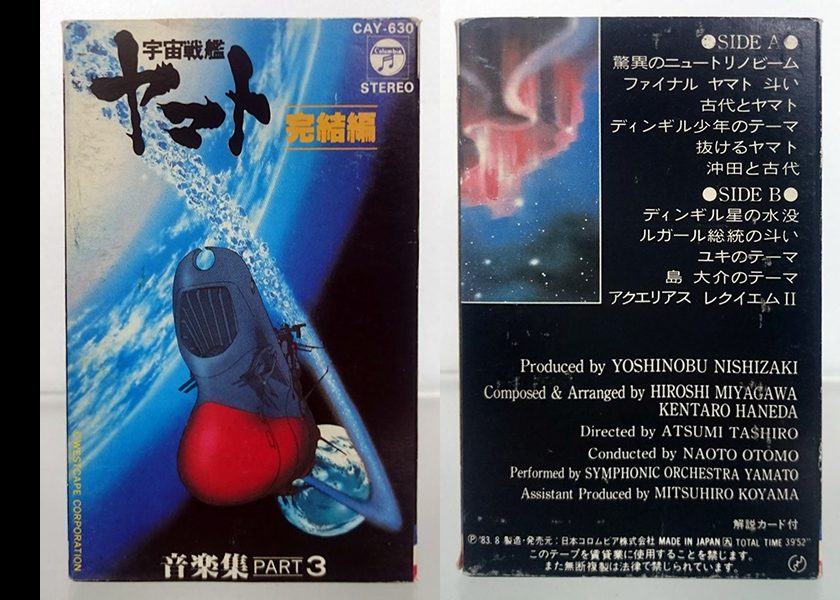 CAY-630
宇宙戦艦
ヤマト
Columbia
STEREO
完結編
©WESTCAPE CORPORATION
音楽集 PART 3
●SIDE A●
驚異のニュートリノビーム
ファイナル ヤマト 斗い
古代とヤマト
ディンギル少年のテーマ
抜けるヤマト
沖田と古代
●SIDE B●
ディンギル星の水没
ルガール総統の斗い
ユキのテーマ
島 大介のテーマ
アクエリアス レクイエムII
Produced by YOSHINOBU NISHIZAKI
Composed & Arranged by HIROSHI MIYAGAWA
KENTARO HANEDA
Directed by ATSUMI TASHIRO
Conducted by NAOTO OTOMO
Performed by SYMPHONIC ORCHESTRA YAMATO
Assistant Produced by MITSUHIRO KOYAMA
解説カード付
Ⓟ'83. 8 製造・発売元:日本コロムビア株式会社 MADE IN JAPAN TOTAL TIME 39'52"
このテープを賃貸業に使用することを禁じます。
また無断複製は法律で禁じられています。